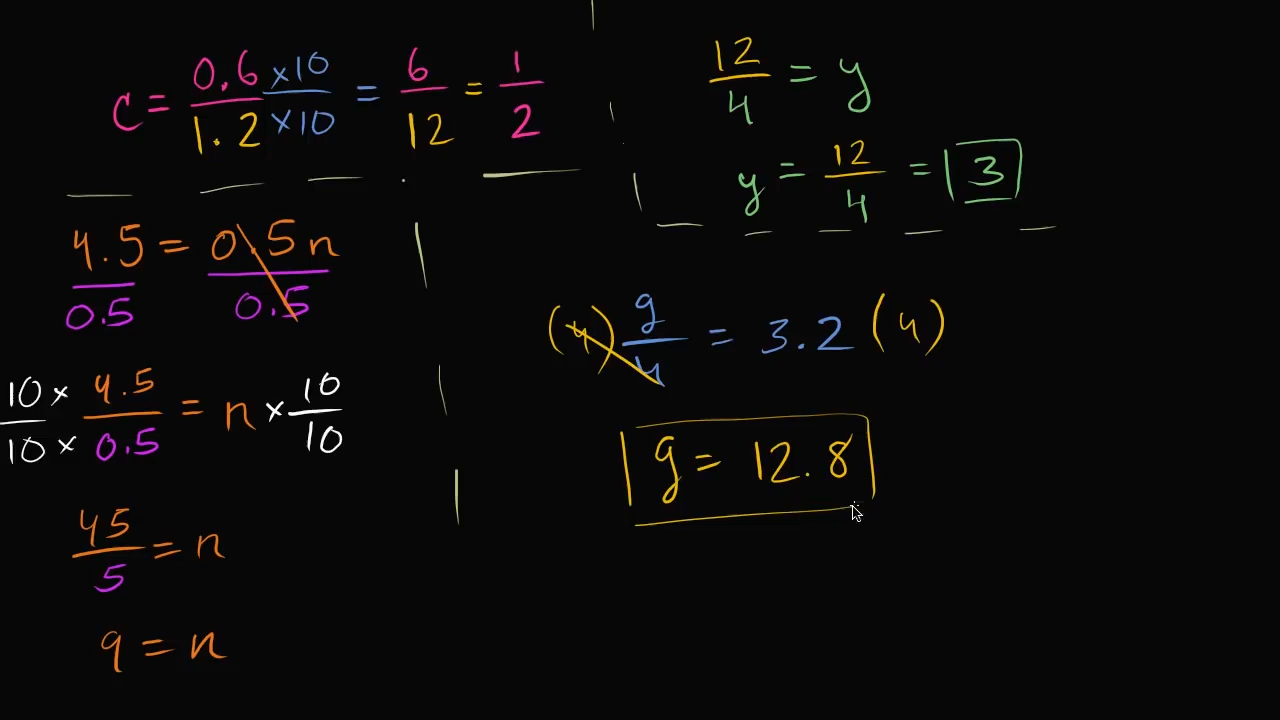 c = 0.6/1.2 ×10/×10 = 6/12 = 1/2
12/4 = y
y = 12/4 = 3
4.5/0.5 = 0.5n/0.5
10/10 × 4.5/0.5 = n × 10/10
45/5 = n
9 = n
(4) g/4 = 3.2 (4)
g = 12.8